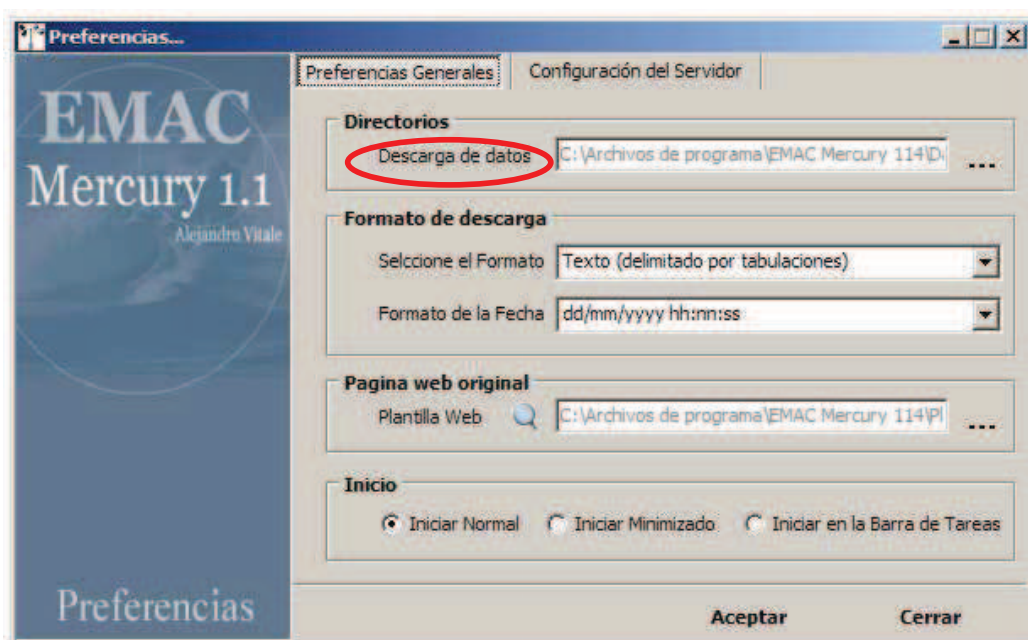 Preferencias...
EMAC
Mercury 1.1
Alejandro Vitale
Preferencias
Preferencias Generales
Configuración del Servidor
Directorios
Descarga de datos C:\Archivos de programa\EMAC Mercury 114\D ...
Formato de descarga
Selccione el Formato Texto (delimitado por tabulaciones)
Formato de la Fecha dd/mm/yyyy hh:nn:ss
Pagina web original
Plantilla Web C:\Archivos de programa\EMAC Mercury 114\Pl ...
Inicio
Iniciar Normal Iniciar Minimizado Iniciar en la Barra de Tareas
Aceptar Cerrar